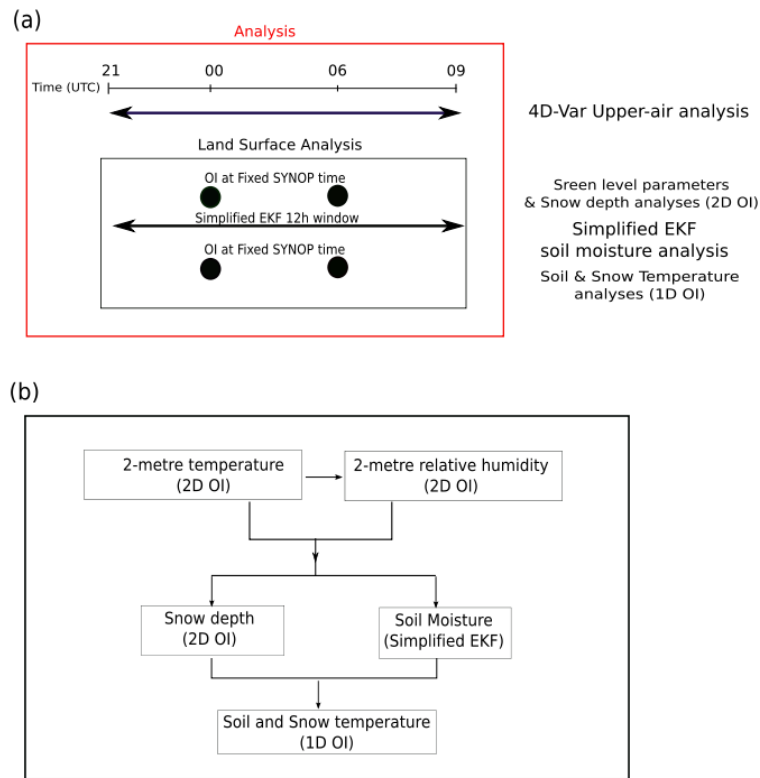 (a)
Analysis
21 00 06 09
Time (UTC)
4D-Var Upper-air analysis
Land Surface Analysis
OI at Fixed SYNOP time
Sreen level parameters
& Snow depth analyses (2D OI)
Simplified EKF 12h window
Simplified EKF
soil moisture analysis
OI at Fixed SYNOP time
Soil & Snow Temperature
analyses (1D OI)
(b)
2-metre temperature
(2D OI)
2-metre relative humidity
(2D OI)
Snow depth
(2D OI)
Soil Moisture
(Simplified EKF)
Soil and Snow temperature
(1D OI)